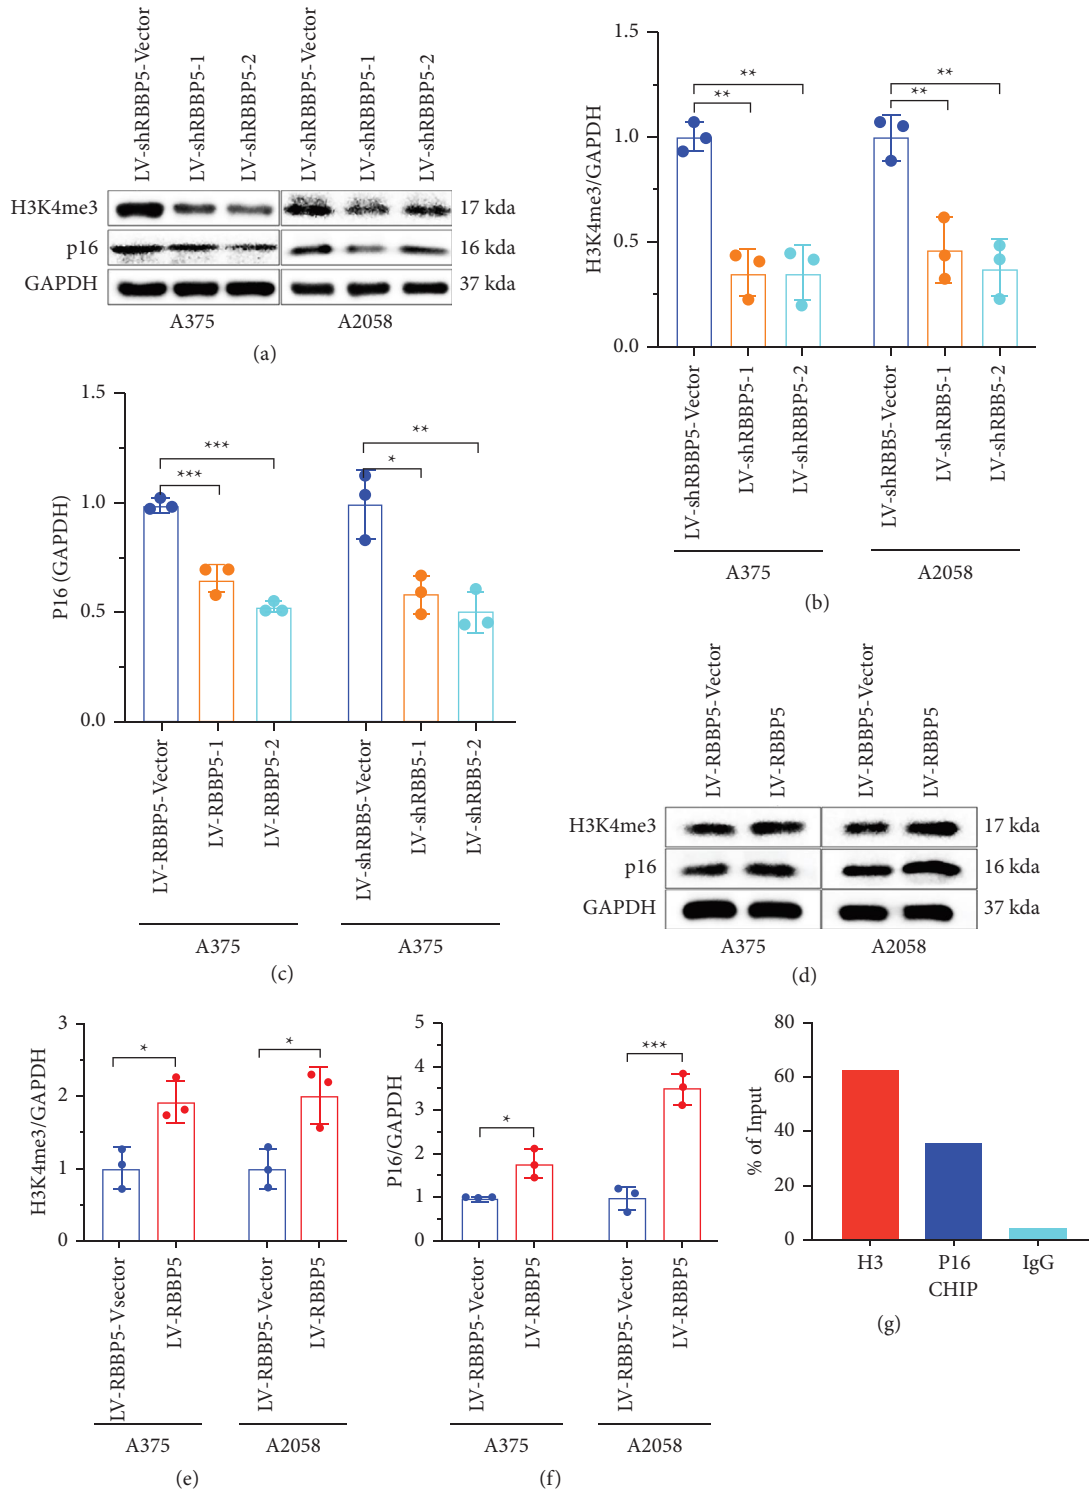 LV-shRBBP5-Vector
LV-shRBBP5-1
LV-shRBBP5-2
LV-shRBBP5-Vector
LV-shRBBP5-1
LV-shRBBP5-2
H3K4me3
17 kda
p16
16 kda
GAPDH
37 kda
A375
A2058
(a)
H3K4me3/GAPDH
1.5
1.0
0.5
0.0
**
**
**
**
LV-shRBBP5-Vector
LV-shRBBP5-1
LV-shRBBP5-2
LV-shRBB5-Vector
LV-shRBB5-1
LV-shRBB5-2
A375
A2058
(b)
P16 (GAPDH)
1.5
1.0
0.5
0.0
***
***
**
*
LV-RBBP5-Vector
LV-RBBP5-1
LV-RBBP5-2
LV-shRBB5-Vector
LV-shRBB5-1
LV-shRBB5-2
A375
A375
(c)
LV-RBBP5-Vector
LV-RBBP5
LV-RBBP5-Vector
LV-RBBP5
H3K4me3
17 kda
p16
16 kda
GAPDH
37 kda
A375
A2058
(d)
H3K4me3/GAPDH
3
2
1
0
*
*
LV-RBBP5-Vsector
LV-RBBP5
LV-RBBP5-Vector
LV-RBBP5
A375
A2058
(e)
P16/GAPDH
5
4
3
2
1
0
*
***
LV-RBBP5-Vector
LV-RBBP5
LV-RBBP5-Vector
LV-RBBP5
A375
A2058
(f)
% of Input
80
60
40
20
0
H3
P16
IgG
CHIP
(g)